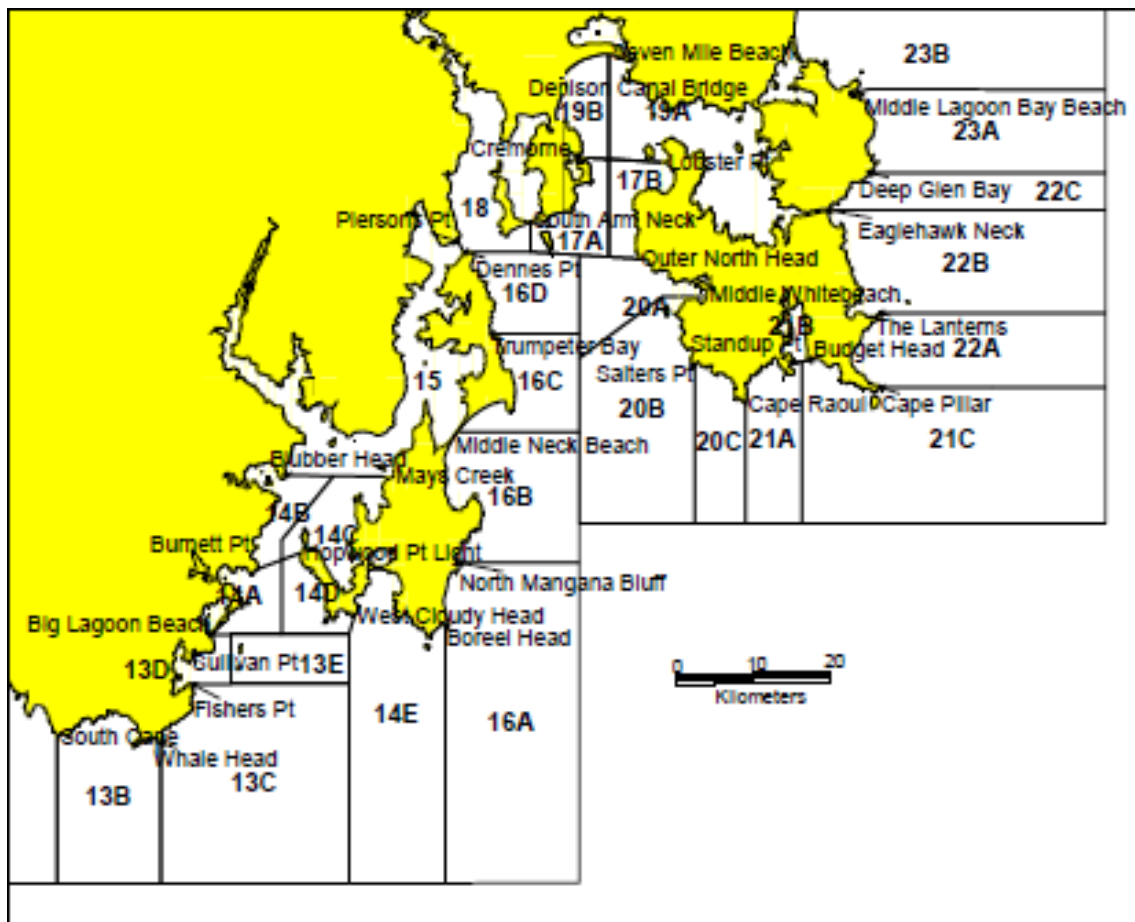 Seven Mile Beach
23B
Denison Canal Bridge
19B
19A
Middle Lagoon Bay Beach
23A
Cremorne
Lobster Pt
17B
Deep Glen Bay
22C
Piersons Pt
18
South Arm Neck
17A
Eaglehawk Neck
22B
Dennes Pt
16D
Outer North Head
20A
Middle Whitebeach
21B
The Lanterns
Trumpeter Bay
Standup Pt
Budget Head
22A
15
16C
Salters Pt
20B
Cape Raoul
Cape Pillar
20C
21A
21C
Middle Neck Beach
Blubber Head
Mays Creek
16B
14B
14C
Burnett Pt
Hopwood Pt Light
North Mangana Bluff
14A
14D
Big Lagoon Beach
West Cloudy Head
Boreel Head
13D
Sullivan Pt
13E
0
10
20
Kilometers
Fishers Pt
14E
16A
South Cape
Whale Head
13C
13B